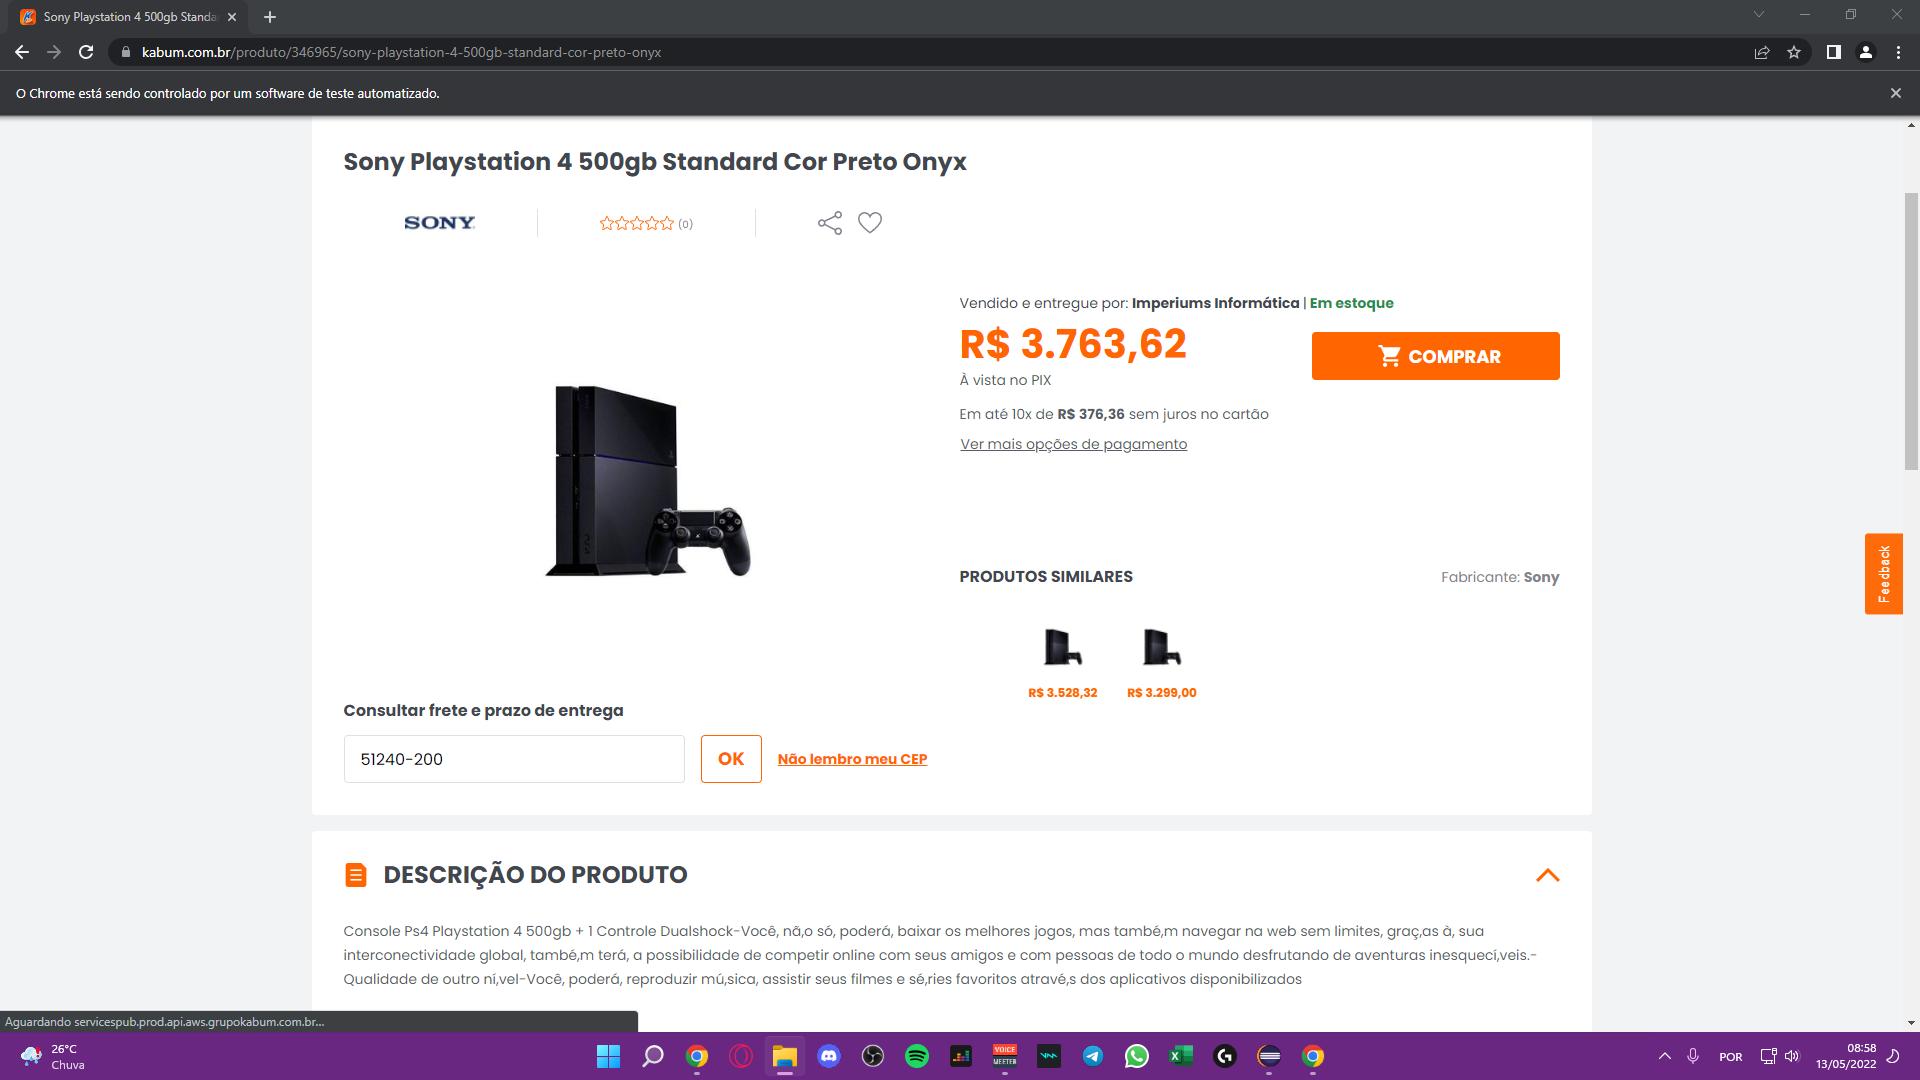 Sony Playstation 4 500gb Standa
kabum.com.br/produto/346965/sony-playstation-4-500gb-standard-cor-preto-onyx
O Chrome está sendo controlado por um software de teste automatizado.
Sony Playstation 4 500gb Standard Cor Preto Onyx
SONY
(0)
Vendido e entregue por: Imperiums Informática | Em estoque
R$ 3.763,62
COMPRAR
À vista no PIX
Em até 10x de R$ 376,36 sem juros no cartão
Ver mais opções de pagamento
Feedback
PRODUTOS SIMILARES
Fabricante: Sony
R$ 3.528,32
R$ 3.299,00
Consultar frete e prazo de entrega
51240-200
OK
Não lembro meu CEP
DESCRIÇÃO DO PRODUTO
Console Ps4 Playstation 4 500gb + 1 Controle Dualshock-Você, nã,o só, poderá, baixar os melhores jogos, mas també,m navegar na web sem limites, graç,as à, sua
interconectividade global, també,m terá, a possibilidade de competir online com seus amigos e com pessoas de todo o mundo desfrutando de aventuras inesquecí,veis.-
Qualidade de outro ní,vel-Você, poderá, reproduzir mú,sica, assistir seus filmes e sé,ries favoritos atravé,s dos aplicativos disponibilizados
Aguardando servicespub.prod.api.aws.grupokabum.com.br...
26°C
Chuva
VOICE
MEETER
POR
08:58
13/05/2022